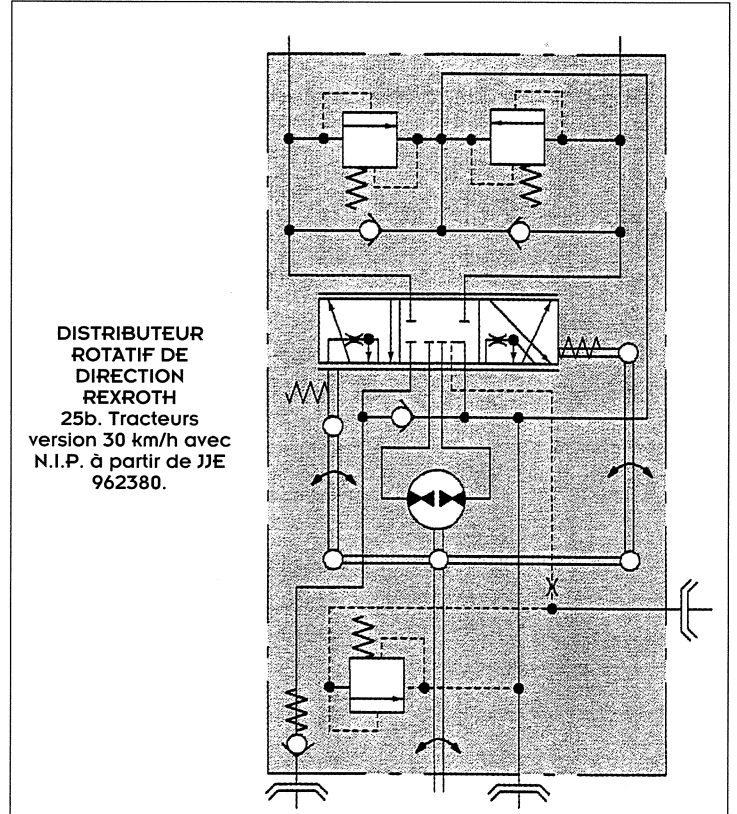 DISTRIBUTEUR
ROTATIF DE
DIRECTION
REXROTH
25b. Tracteurs
version 30 km/h avec
N.I.P. à partir de JJE
962380.